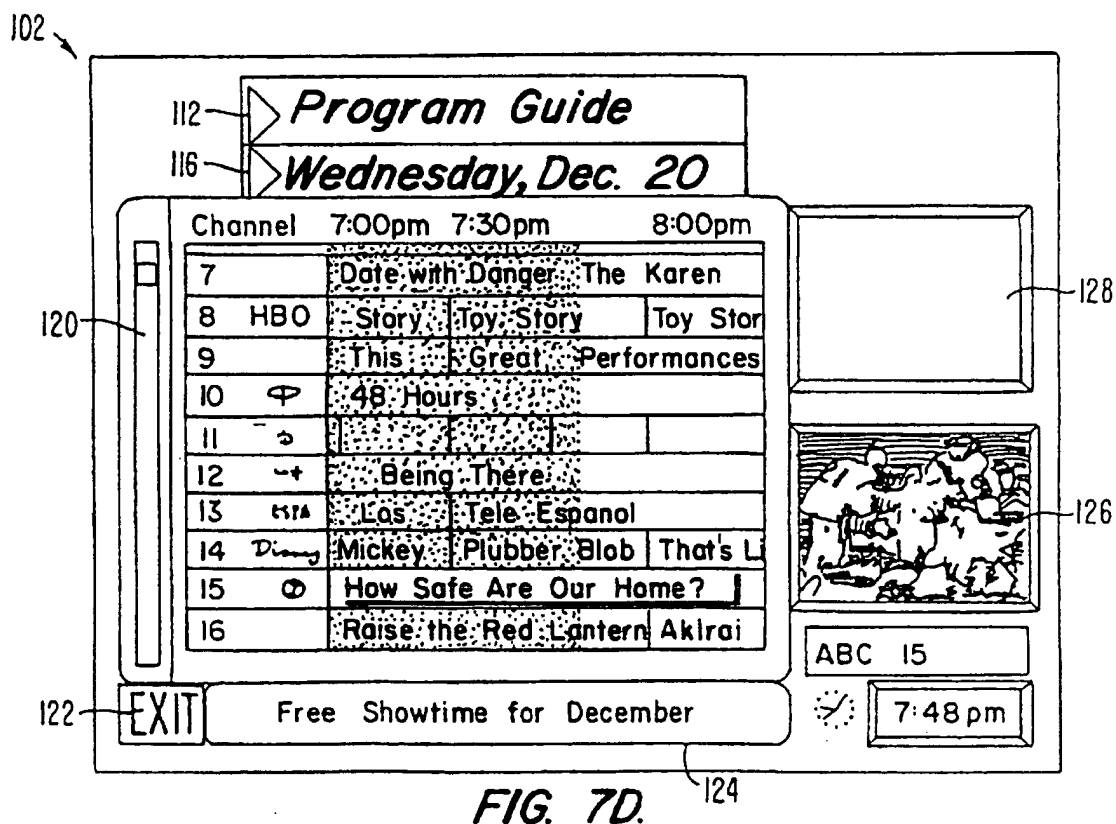 102
112 Program Guide
116 Wednesday, Dec. 20
Channel 7:00pm 7:30pm 8:00pm
7 Date with Danger The Karen
8 HBO Story Toy Story Toy Stor
9 This Great Performances
10 48 Hours
11
12 Being There
13 Los Tele Espanol
14 Disney Mickey Plubber Blob That's Li
15 How Safe Are Our Home?
16 Raise the Red Lantern Akirai
120
128
126
ABC 15
122 EXIT Free Showtime for December
7:48pm
124
FIG. 7D.